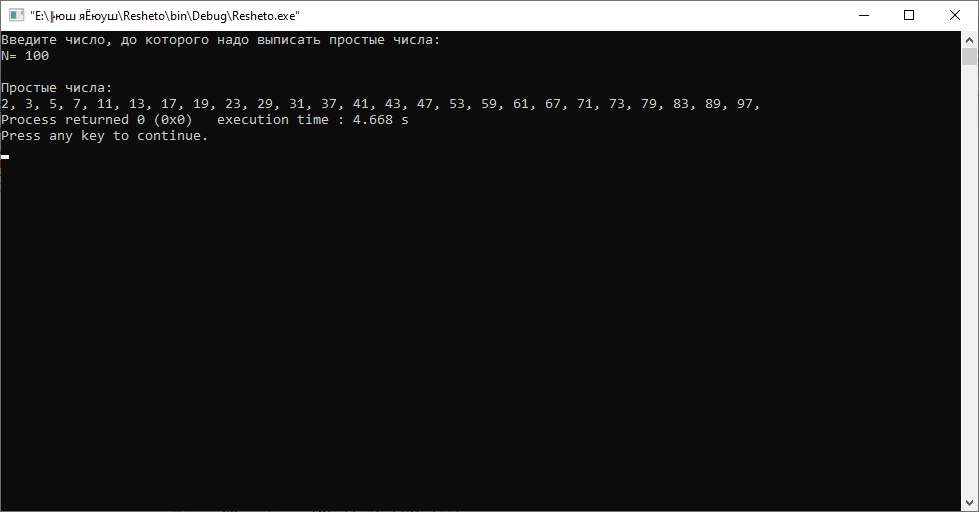 "E:\╠юш яЁюуш\Resheto\bin\Debug\Resheto.exe"
Введите число, до которого надо выписать простые числа:
N= 100
Простые числа:
2, 3, 5, 7, 11, 13, 17, 19, 23, 29, 31, 37, 41, 43, 47, 53, 59, 61, 67, 71, 73, 79, 83, 89, 97,
Process returned 0 (0x0)   execution time : 4.668 s
Press any key to continue.